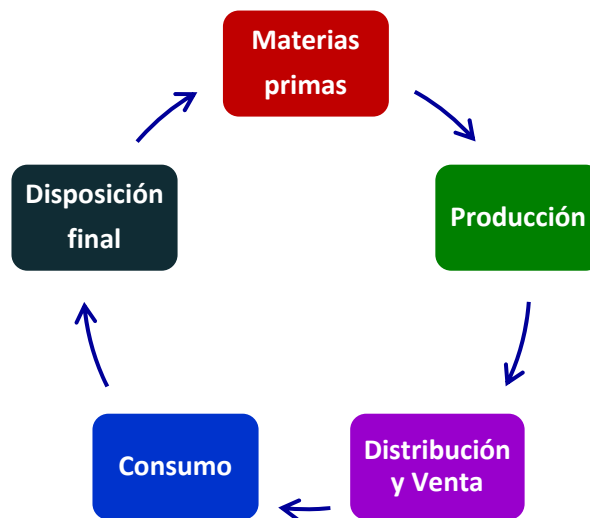 Materias
primas
Producción
Distribución
y Venta
Consumo
Disposición
final